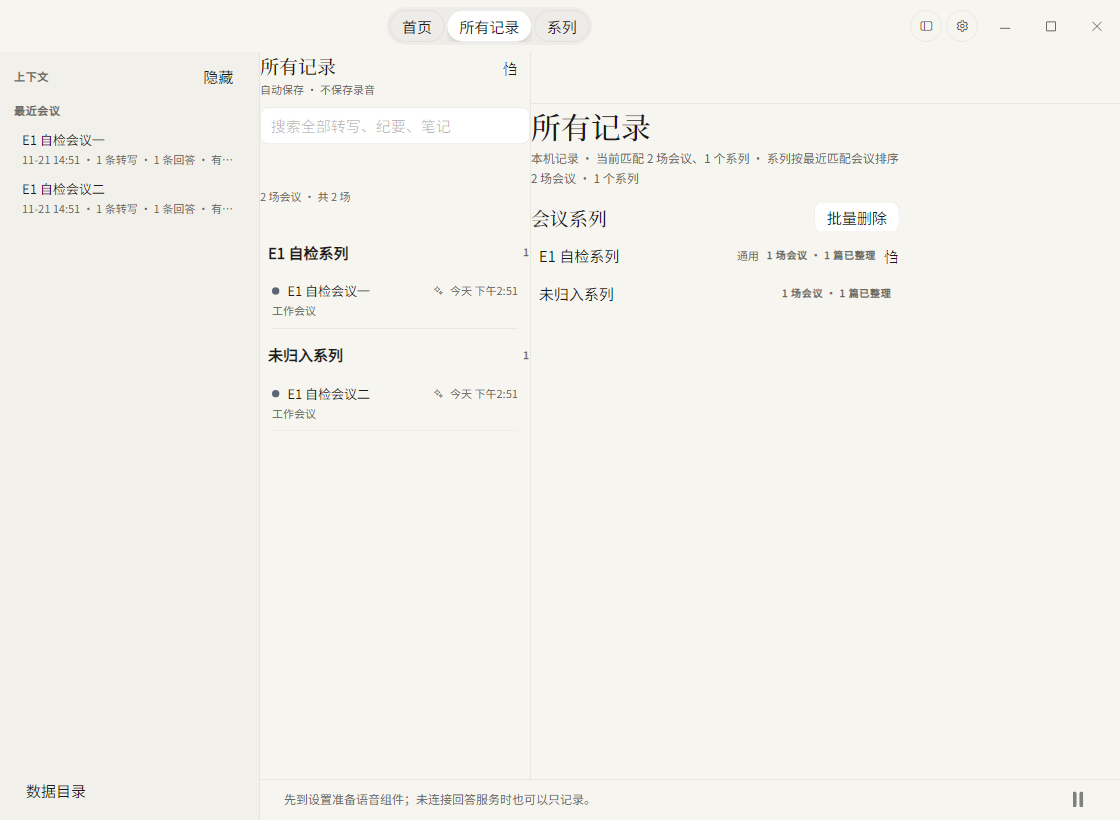 首页 所有记录 系列
上下文 隐藏
最近会议
E1 自检会议一
11-21 14:51 · 1 条转写 · 1 条回答 · 有…
E1 自检会议二
11-21 14:51 · 1 条转写 · 1 条回答 · 有…
数据目录
所有记录 㤙
自动保存 · 不保存录音
搜索全部转写、纪要、笔记
2 场会议 · 共 2 场
E1 自检系列 1
E1 自检会议一 今天 下午2:51
工作会议
未归入系列 1
E1 自检会议二 今天 下午2:51
工作会议
所有记录
本机记录 · 当前匹配 2 场会议、1 个系列 · 系列按最近匹配会议排序
2 场会议 · 1 个系列
会议系列 批量删除
E1 自检系列 通用 1 场会议 · 1 篇已整理
未归入系列 1 场会议 · 1 篇已整理
先到设置准备语音组件；未连接回答服务时也可以只记录。